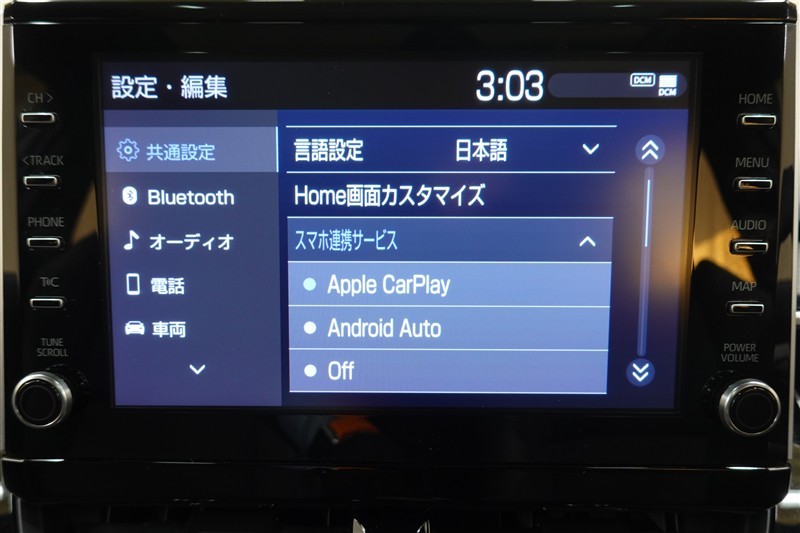 設定・編集
3:03
DCM
DCM
CH >
< TRACK
PHONE
T&C
TUNE
SCROLL
共通設定
Bluetooth
オーディオ
電話
車両
言語設定 日本語
Home画面カスタマイズ
スマホ連携サービス
Apple CarPlay
Android Auto
Off
HOME
MENU
AUDIO
MAP
POWER
VOLUME